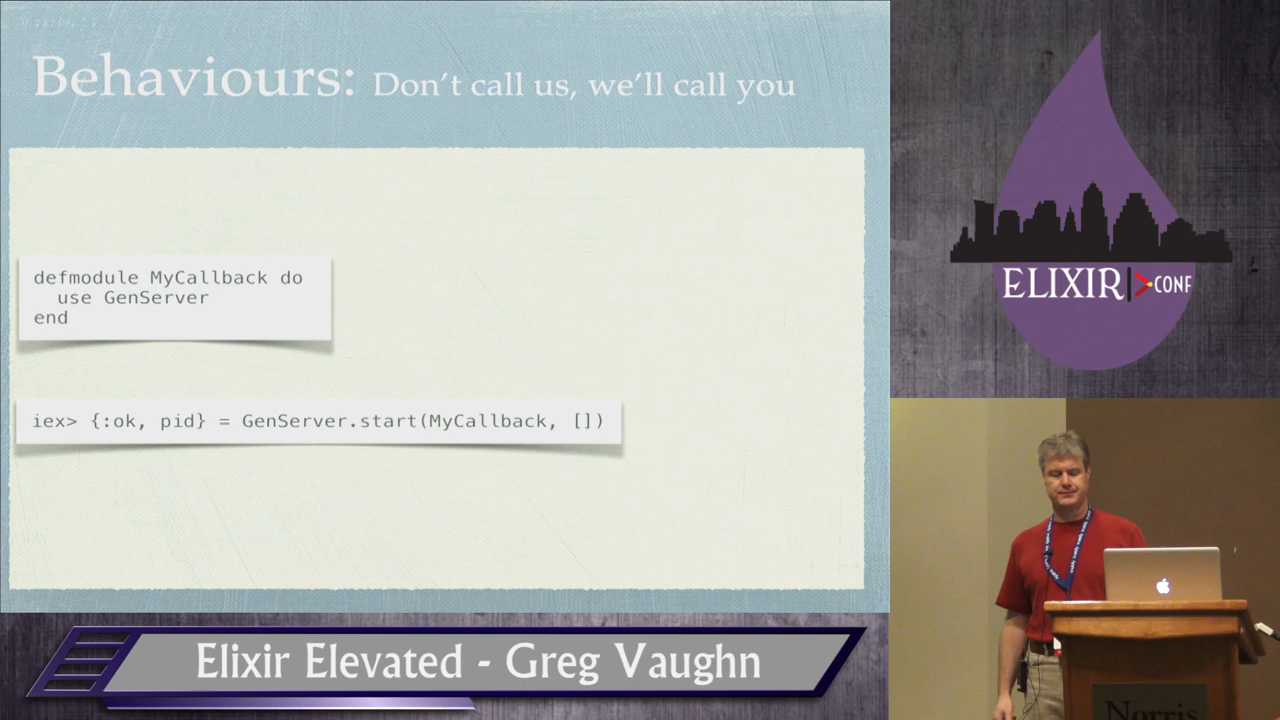 Behaviours: Don't call us, we'll call you
defmodule MyCallback do
  use GenServer
end
iex> {:ok, pid} = GenServer.start(MyCallback, [])
ELIXIR CONF
Elixir Elevated - Greg Vaughn
Norris